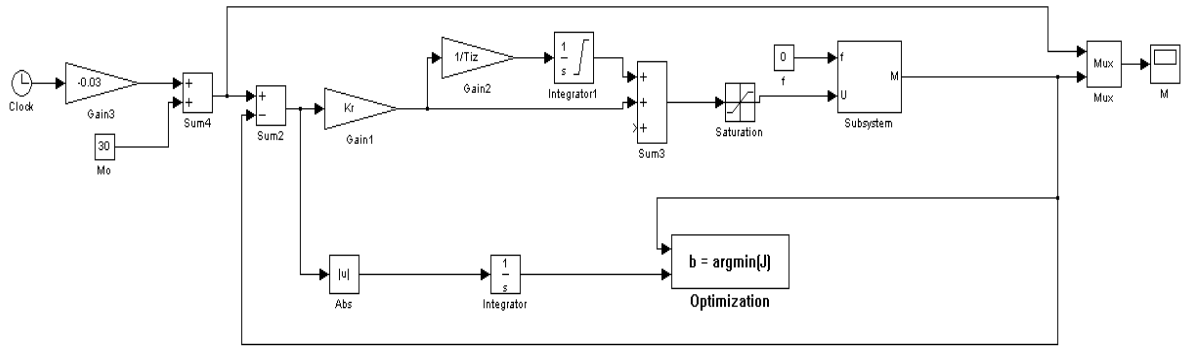 Clock
-0.03
Gain3
30
Mo
+
+
Sum4
+
−
Sum2
Kr
Gain1
1/Tiz
Gain2
1
s
Integrator1
+
+
+
Sum3
Saturation
0
f
f
U
M
Subsystem
Mux
Mux
M
|u|
Abs
1
s
Integrator
b = argmin(J)
Optimization